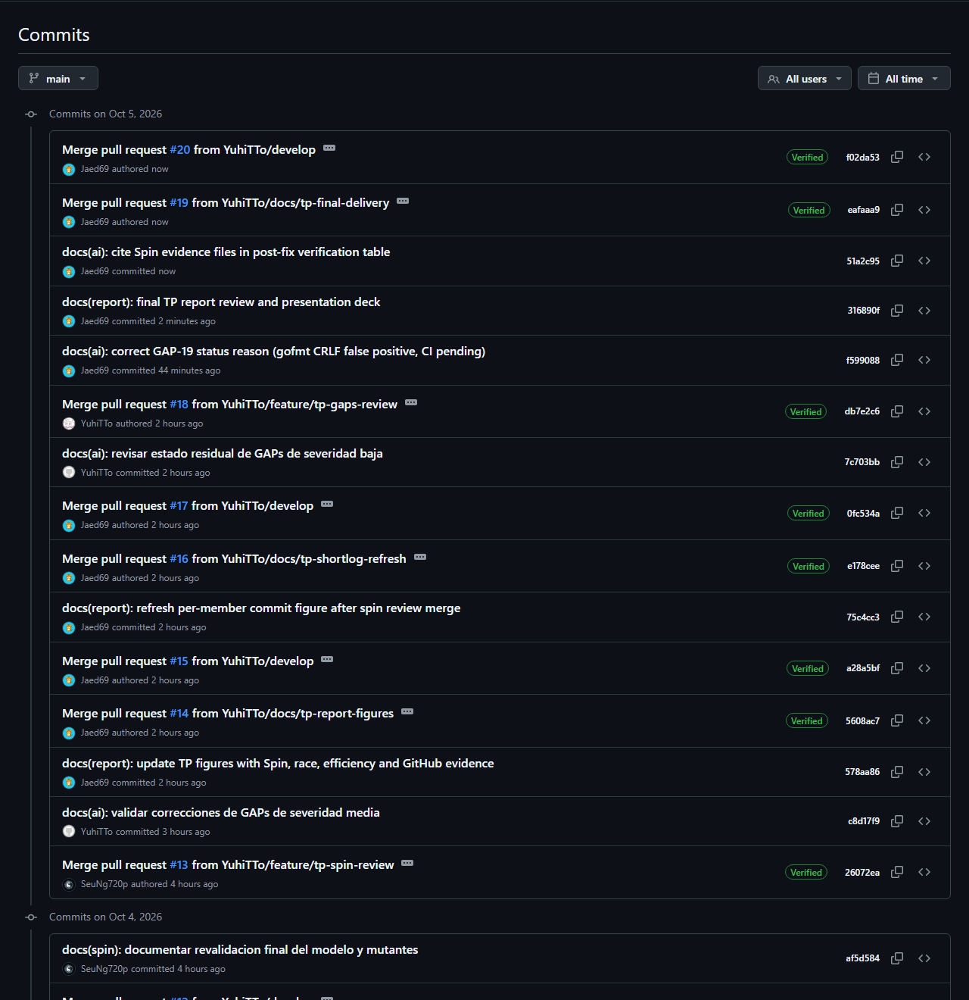 Commits
main
All users
All time
Commits on Oct 5, 2026
Merge pull request #20 from YuhiTTo/develop
Jaed69 authored now
Verified
f02da53
Merge pull request #19 from YuhiTTo/docs/tp-final-delivery
Jaed69 authored now
Verified
eafaaa9
docs(ai): cite Spin evidence files in post-fix verification table
Jaed69 committed now
51a2c95
docs(report): final TP report review and presentation deck
Jaed69 committed 2 minutes ago
316890f
docs(ai): correct GAP-19 status reason (gofmt CRLF false positive, CI pending)
Jaed69 committed 44 minutes ago
f599088
Merge pull request #18 from YuhiTTo/feature/tp-gaps-review
YuhiTTo authored 2 hours ago
Verified
db7e2c6
docs(ai): revisar estado residual de GAPs de severidad baja
YuhiTTo committed 2 hours ago
7c703bb
Merge pull request #17 from YuhiTTo/develop
Jaed69 authored 2 hours ago
Verified
0fc534a
Merge pull request #16 from YuhiTTo/docs/tp-shortlog-refresh
Jaed69 authored 2 hours ago
Verified
e178cee
docs(report): refresh per-member commit figure after spin review merge
Jaed69 committed 2 hours ago
75c4cc3
Merge pull request #15 from YuhiTTo/develop
Jaed69 authored 2 hours ago
Verified
a28a5bf
Merge pull request #14 from YuhiTTo/docs/tp-report-figures
Jaed69 authored 2 hours ago
Verified
5608ac7
docs(report): update TP figures with Spin, race, efficiency and GitHub evidence
Jaed69 committed 2 hours ago
578aa86
docs(ai): validar correcciones de GAPs de severidad media
YuhiTTo committed 3 hours ago
c8d17f9
Merge pull request #13 from YuhiTTo/feature/tp-spin-review
SeuNg720p authored 4 hours ago
Verified
26072ea
Commits on Oct 4, 2026
docs(spin): documentar revalidacion final del modelo y mutantes
SeuNg720p committed 4 hours ago
af5d584
Merge pull request #12 from YuhiTTo/develop